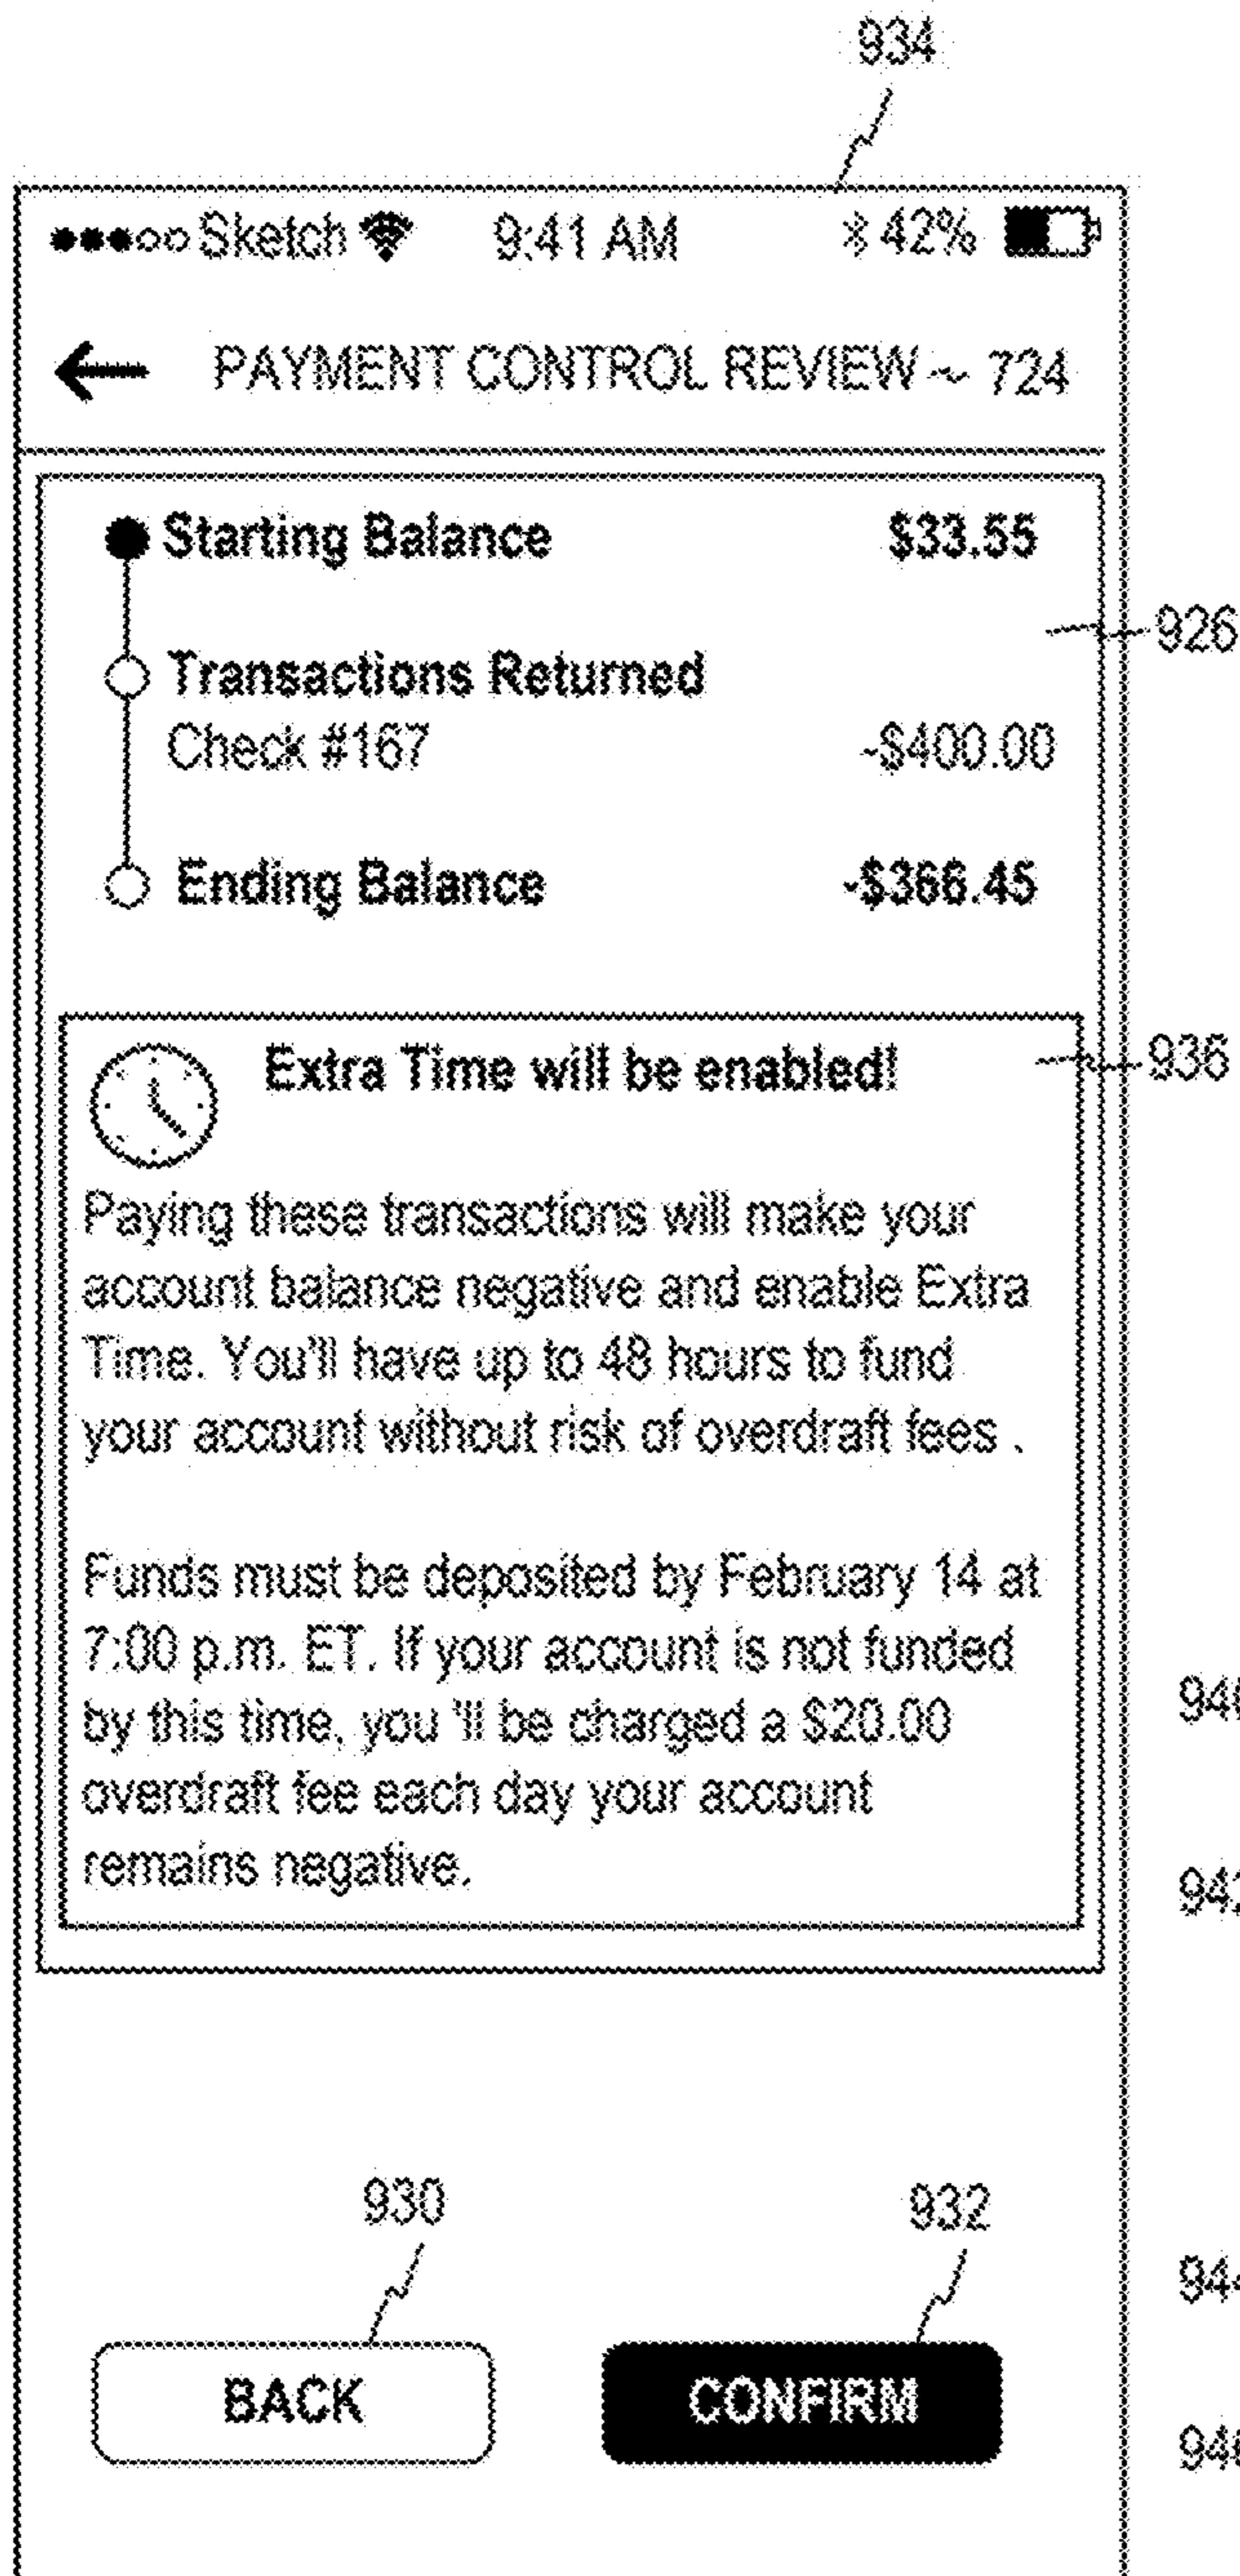 934
Sketch 9:41 AM 42%
PAYMENT CONTROL REVIEW ~ 724
Starting Balance $33.55
926
Transactions Returned
Check #167 -$400.00
Ending Balance -$366.45
Extra Time will be enabled!
936
Paying these transactions will make your
account balance negative and enable Extra
Time. You'll have up to 48 hours to fund
your account without risk of overdraft fees .
Funds must be deposited by February 14 at
7:00 p.m. ET. If your account is not funded
by this time, you 'll be charged a $20.00
overdraft fee each day your account
remains negative.
930 932
BACK CONFIRM